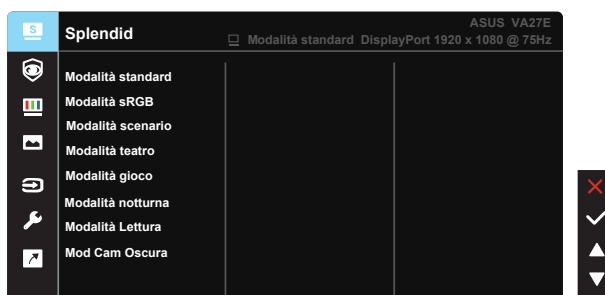 S
Splendid
ASUS VA27E
Modalità standard DisplayPort 1920 x 1080 @ 75Hz
Modalità standard
Modalità sRGB
Modalità scenario
Modalità teatro
Modalità gioco
Modalità notturna
Modalità Lettura
Mod Cam Oscura